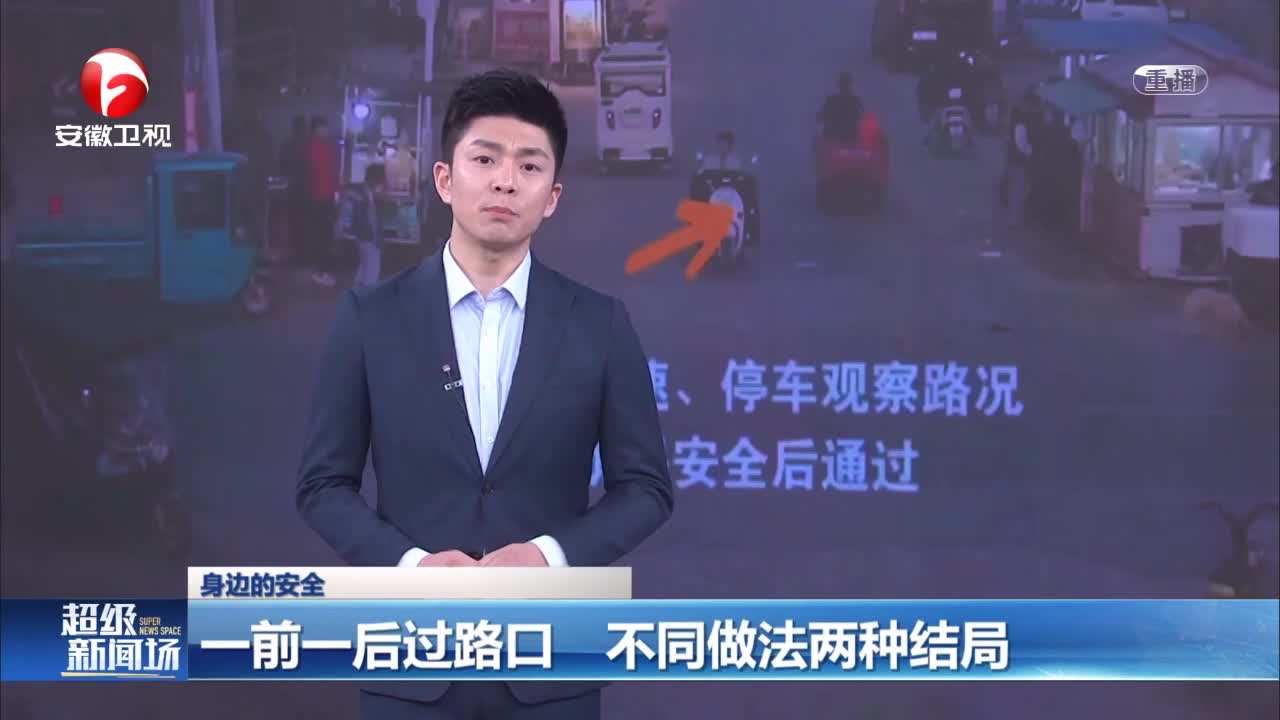 安徽卫视
重播
速、停车观察路况
安全后通过
身边的安全
超级新闻场
SUPER
NEWS SPACE
一前一后过路口 不同做法两种结局